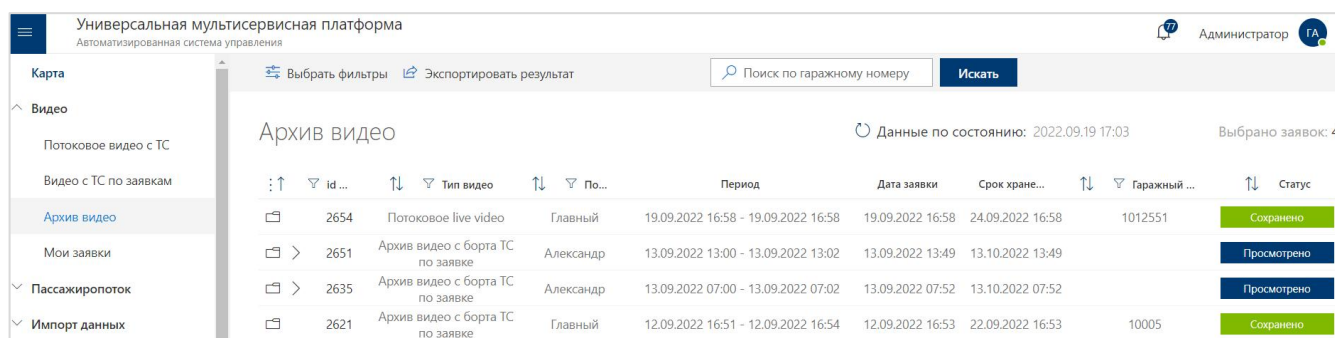 Универсальная мультисервисная платформа
Автоматизированная система управления
77
Администратор
ГА
Карта
Выбрать фильтры
Экспортировать результат
Поиск по гаражному номеру
Искать
Видео
Потоковое видео с ТС
Видео с ТС по заявкам
Архив видео
Мои заявки
Пассажиропоток
Импорт данных
Архив видео
Данные по состоянию: 2022.09.19 17:03
Выбрано заявок: 4
id ... Тип видео По... Период Дата заявки Срок хране... Гаражный ... Статус
2654 Потоковое live video Главный 19.09.2022 16:58 - 19.09.2022 16:58 19.09.2022 16:58 24.09.2022 16:58 1012551 Сохранено
2651 Архив видео с борта ТС по заявке Александр 13.09.2022 13:00 - 13.09.2022 13:02 13.09.2022 13:49 13.10.2022 13:49 Просмотрено
2635 Архив видео с борта ТС по заявке Александр 13.09.2022 07:00 - 13.09.2022 07:02 13.09.2022 07:52 13.10.2022 07:52 Просмотрено
2621 Архив видео с борта ТС по заявке Главный 12.09.2022 16:51 - 12.09.2022 16:54 12.09.2022 16:53 22.09.2022 16:53 10005 Сохранено